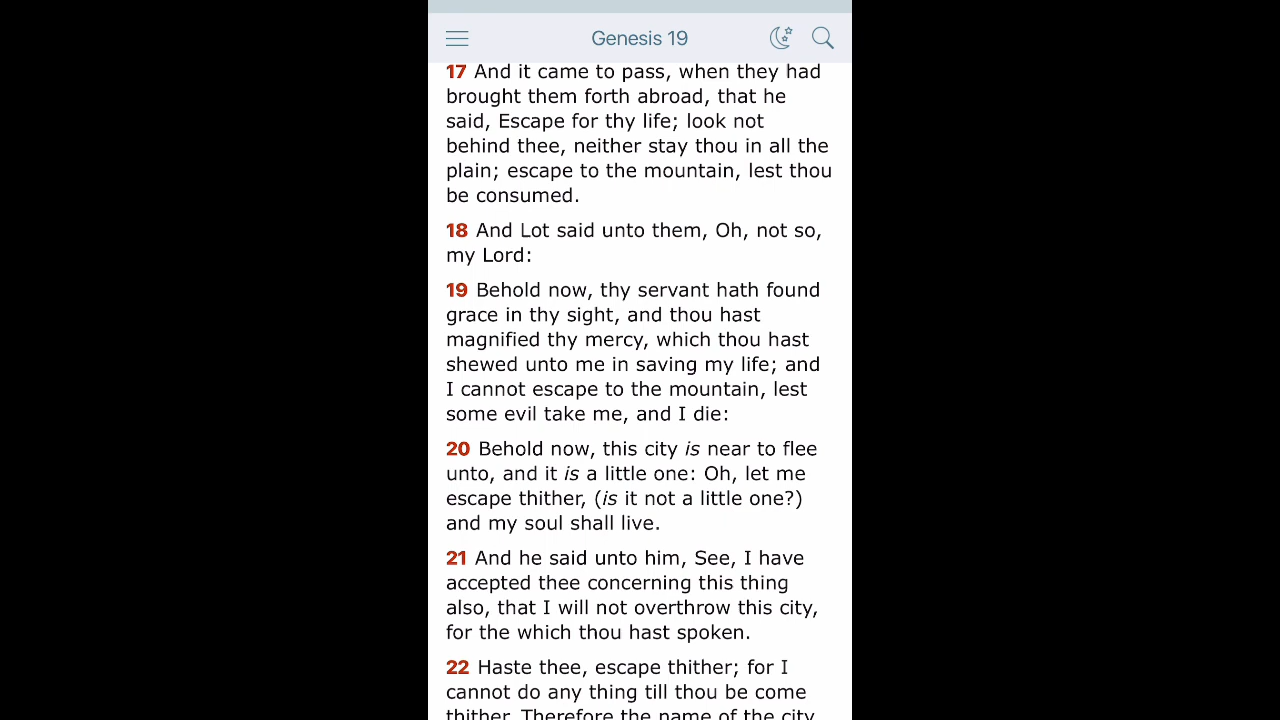 Genesis 19
17 And it came to pass, when they had
brought them forth abroad, that he
said, Escape for thy life; look not
behind thee, neither stay thou in all the
plain; escape to the mountain, lest thou
be consumed.
18 And Lot said unto them, Oh, not so,
my Lord:
19 Behold now, thy servant hath found
grace in thy sight, and thou hast
magnified thy mercy, which thou hast
shewed unto me in saving my life; and
I cannot escape to the mountain, lest
some evil take me, and I die:
20 Behold now, this city is near to flee
unto, and it is a little one: Oh, let me
escape thither, (is it not a little one?)
and my soul shall live.
21 And he said unto him, See, I have
accepted thee concerning this thing
also, that I will not overthrow this city,
for the which thou hast spoken.
22 Haste thee, escape thither; for I
cannot do any thing till thou be come
thither. Therefore the name of the city